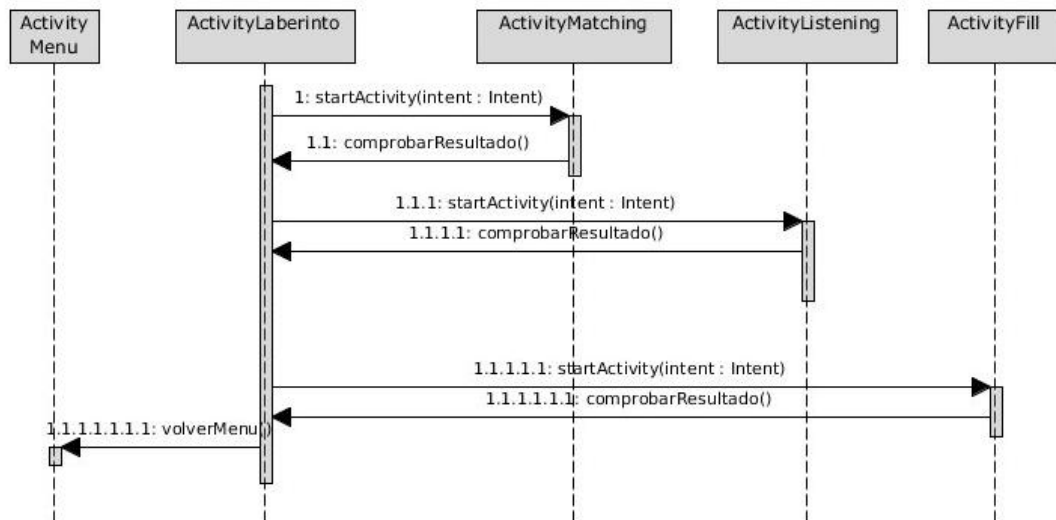 Activity
Menu
ActivityLaberinto
ActivityMatching
ActivityListening
ActivityFill
1: startActivity(intent : Intent)
1.1: comprobarResultado()
1.1.1: startActivity(intent : Intent)
1.1.1.1: comprobarResultado()
1.1.1.1.1: startActivity(intent : Intent)
1.1.1.1.1.1: comprobarResultado()
1.1.1.1.1.1.1: volverMenu()